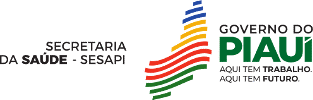 SECRETARIA
DA SAÚDE - SESAPI
GOVERNO DO
PIAUÍ
AQUI TEM TRABALHO.
AQUI TEM FUTURO.